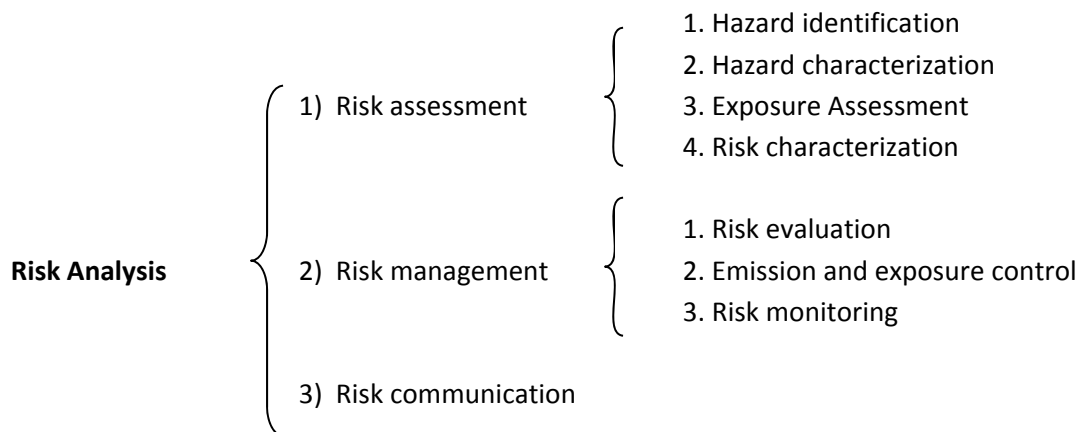 Risk Analysis
1) Risk assessment
1. Hazard identification
2. Hazard characterization
3. Exposure Assessment
4. Risk characterization
2) Risk management
1. Risk evaluation
2. Emission and exposure control
3. Risk monitoring
3) Risk communication